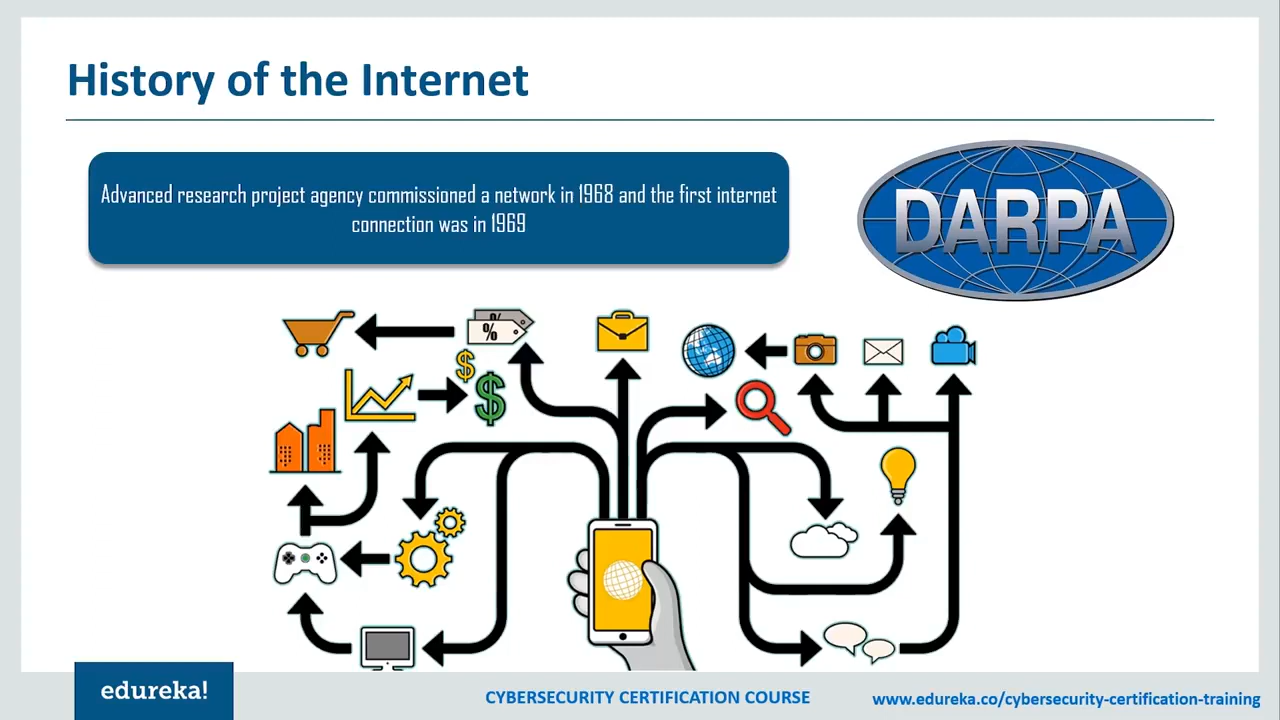 History of the Internet
Advanced research project agency commissioned a network in 1968 and the first internet
connection was in 1969
DARPA
%
%
$
$
edureka!
CYBERSECURITY CERTIFICATION COURSE
www.edureka.co/cybersecurity-certification-training